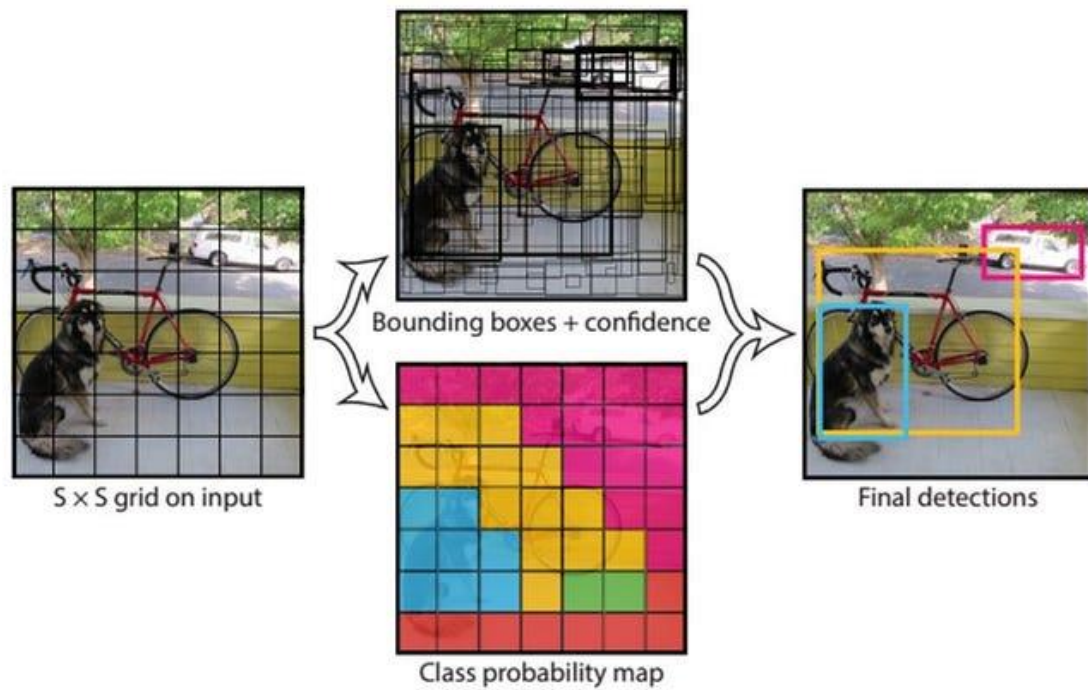 Bounding boxes + confidence
S × S grid on input
Final detections
Class probability map